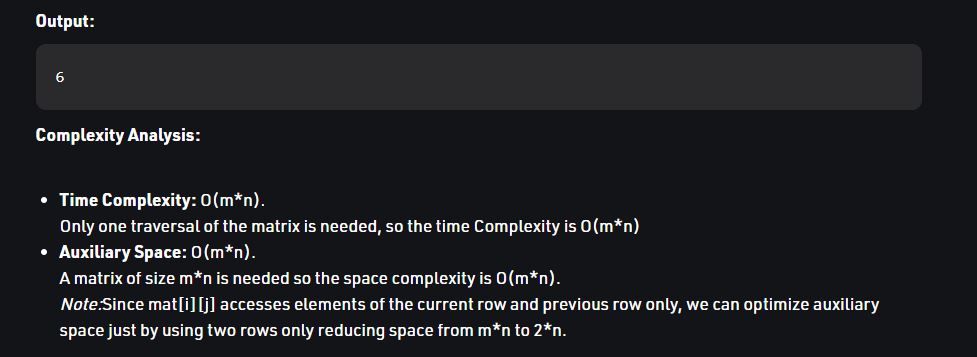 Output:
6
Complexity Analysis:
• Time Complexity: O(m*n).
Only one traversal of the matrix is needed, so the time Complexity is O(m*n)
• Auxiliary Space: O(m*n).
A matrix of size m*n is needed so the space complexity is O(m*n).
Note:Since mat[i][j] accesses elements of the current row and previous row only, we can optimize auxiliary
space just by using two rows only reducing space from m*n to 2*n.